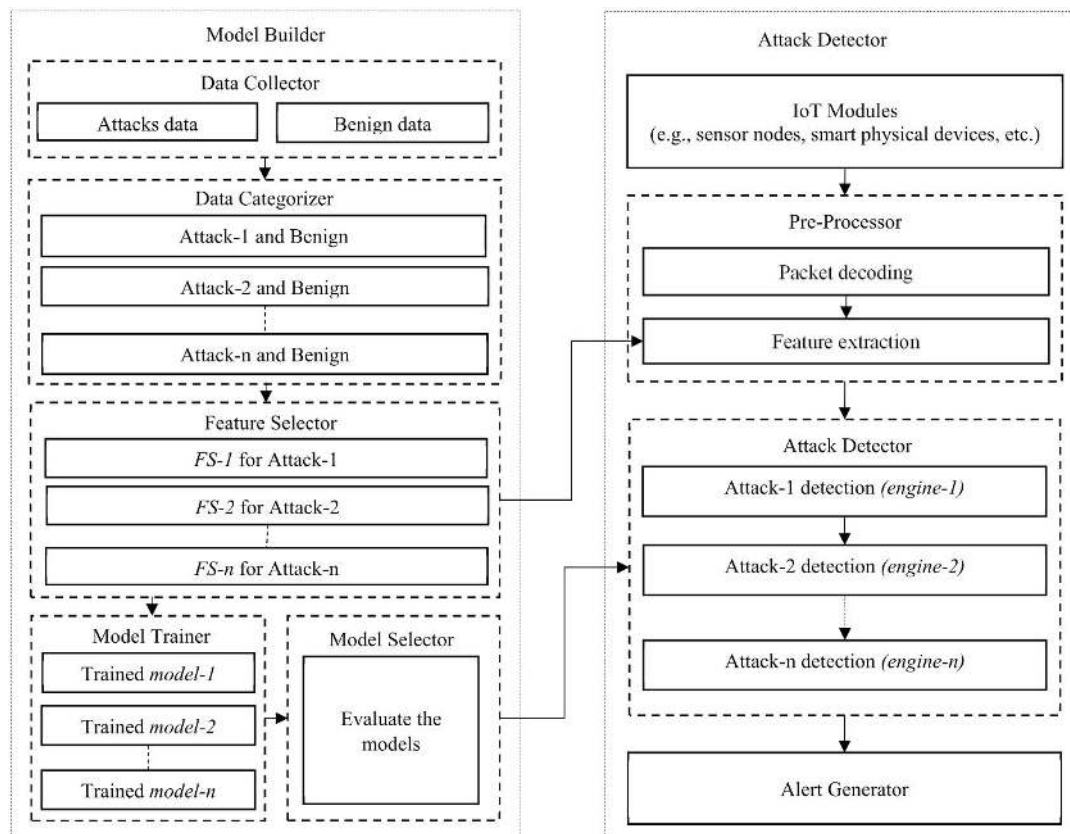 Model Builder
Data Collector
Attacks data
Benign data
Data Categorizer
Attack-1 and Benign
Attack-2 and Benign
Attack-n and Benign
Feature Selector
FS-1 for Attack-1
FS-2 for Attack-2
FS-n for Attack-n
Model Trainer
Trained model-1
Trained model-2
Trained model-n
Model Selector
Evaluate the
models
Attack Detector
IoT Modules
(e.g., sensor nodes, smart physical devices, etc.)
Pre-Processor
Packet decoding
Feature extraction
Attack Detector
Attack-1 detection (engine-1)
Attack-2 detection (engine-2)
Attack-n detection (engine-n)
Alert Generator